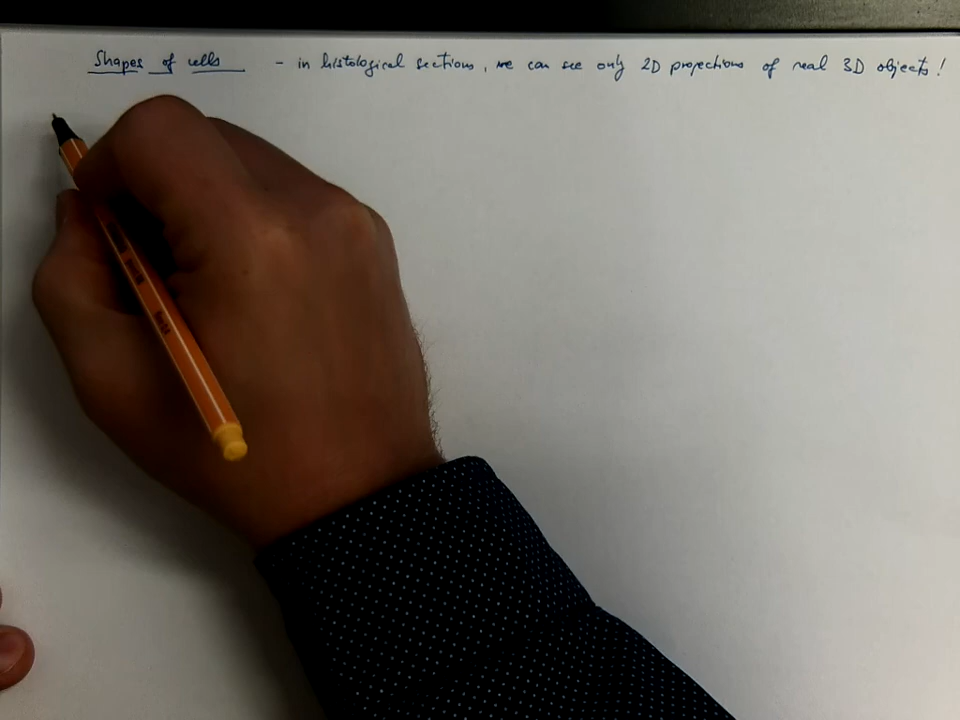 Shapes of cells - in histological sections, we can see only 2D projections of real 3D objects!